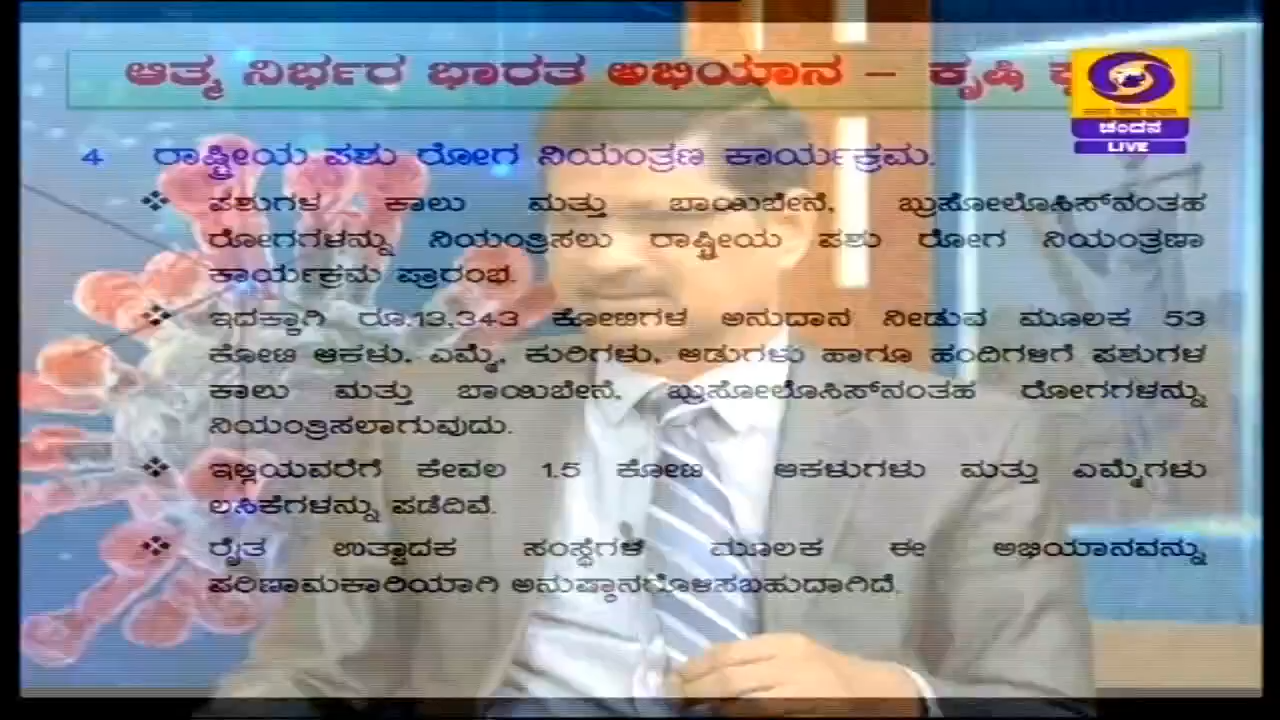 ಆತ್ಮ ನಿರ್ಭರ ಭಾರತ ಅಭಿಯಾನ – ಕೃಷಿ
ಚಂದನ
LIVE
4 ರಾಷ್ಟ್ರೀಯ ಪಶು ರೋಗ ನಿಯಂತ್ರಣ ಕಾರ್ಯಕ್ರಮ.
❖ ಪಶುಗಳ ಕಾಲು ಮತ್ತು ಬಾಯಿಬೇನೆ, ಬ್ರುಸೋಲೊಸಿಸ್‌ನಂತಹ
ರೋಗಗಳನ್ನು ನಿಯಂತ್ರಿಸಲು ರಾಷ್ಟ್ರೀಯ ಪಶು ರೋಗ ನಿಯಂತ್ರಣಾ
ಕಾರ್ಯಕ್ರಮ ಪ್ರಾರಂಭ.
❖ ಇದಕ್ಕಾಗಿ ರೂ.13,343 ಕೋಟಿಗಳ ಅನುದಾನ ನೀಡುವ ಮೂಲಕ 53
ಕೋಟಿ ಆಕಳು, ಎಮ್ಮೆ, ಕುರಿಗಳು, ಆಡುಗಳು ಹಾಗೂ ಹಂದಿಗಳಿಗೆ ಪಶುಗಳ
ಕಾಲು ಮತ್ತು ಬಾಯಿಬೇನೆ, ಬ್ರುಸೋಲೊಸಿಸ್‌ನಂತಹ ರೋಗಗಳನ್ನು
ನಿಯಂತ್ರಿಸಲಾಗುವುದು.
❖ ಇಲ್ಲಿಯವರೆಗೆ ಕೇವಲ 1.5 ಕೋಟಿ ಆಕಳುಗಳು ಮತ್ತು ಎಮ್ಮೆಗಳು
ಲಸಿಕೆಗಳನ್ನು ಪಡೆದಿವೆ.
❖ ರೈತ ಉತ್ಪಾದಕ ಸಂಸ್ಥೆಗಳ ಮೂಲಕ ಈ ಅಭಿಯಾನವನ್ನು
ಪರಿಣಾಮಕಾರಿಯಾಗಿ ಅನುಷ್ಠಾನಗೊಳಿಸಬಹುದಾಗಿದೆ.